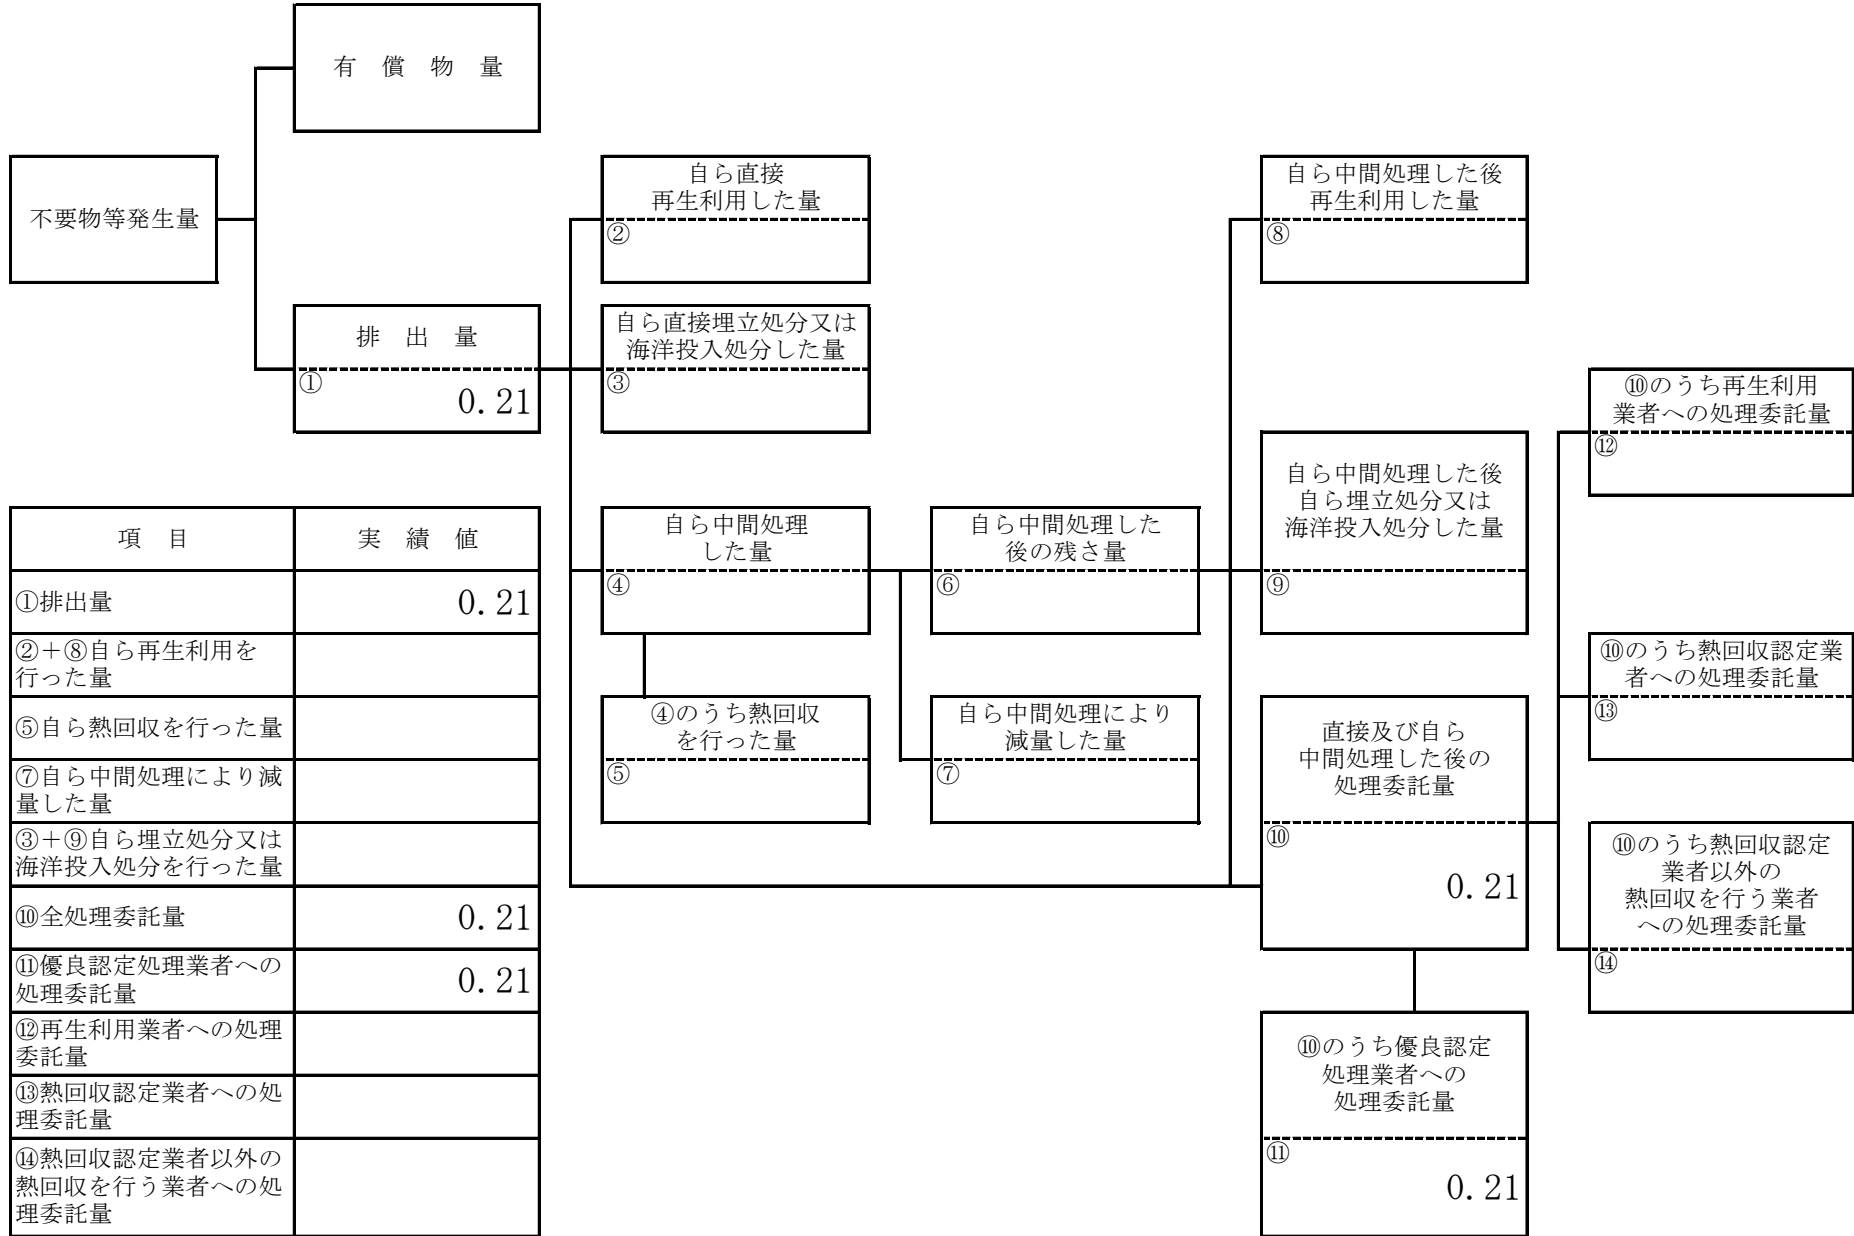 有償物量
不要物等発生量
排出量
①
0.21
自ら直接
再生利用した量
②
自ら直接埋立処分又は
海洋投入処分した量
③
自ら中間処理
した量
④
④のうち熱回収
を行った量
⑤
自ら中間処理した
後の残さ量
⑥
自ら中間処理により
減量した量
⑦
自ら中間処理した後
再生利用した量
⑧
自ら中間処理した後
自ら埋立処分又は
海洋投入処分した量
⑨
直接及び自ら
中間処理した後の
処理委託量
⑩
0.21
⑩のうち優良認定
処理業者への
処理委託量
⑪
0.21
⑩のうち再生利用
業者への処理委託量
⑫
⑩のうち熱回収認定業
者への処理委託量
⑬
⑩のうち熱回収認定
業者以外の
熱回収を行う業者
への処理委託量
⑭
項目 実績値
①排出量 0.21
②+⑧自ら再生利用を
行った量
⑤自ら熱回収を行った量
⑦自ら中間処理により減
量した量
③+⑨自ら埋立処分又は
海洋投入処分を行った量
⑩全処理委託量 0.21
⑪優良認定処理業者への
処理委託量 0.21
⑫再生利用業者への処理
委託量
⑬熱回収認定業者への処
理委託量
⑭熱回収認定業者以外の
熱回収を行う業者への処
理委託量